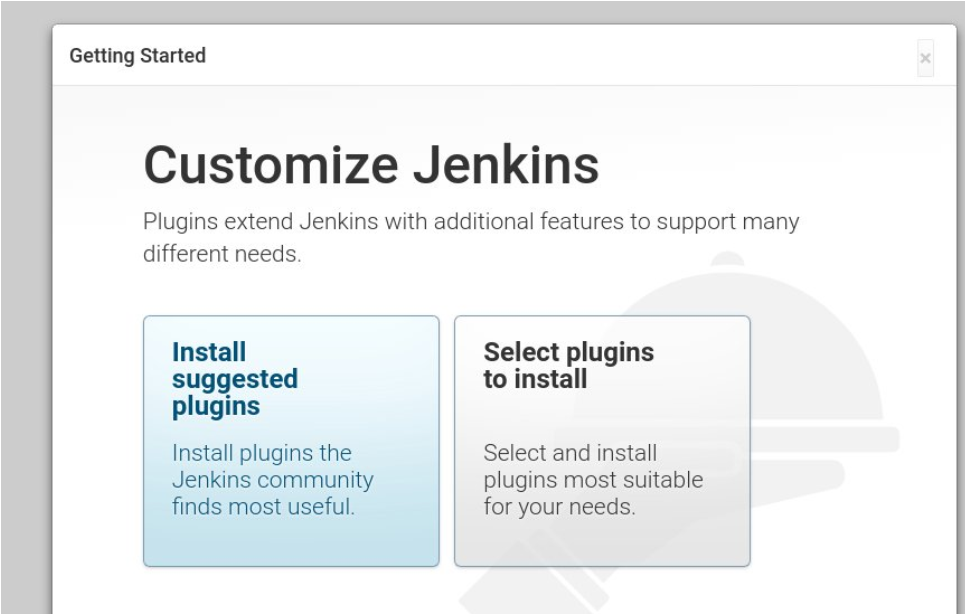 Getting Started
×
Customize Jenkins
Plugins extend Jenkins with additional features to support many
different needs.
Install
suggested
plugins
Install plugins the
Jenkins community
finds most useful.
Select plugins
to install
Select and install
plugins most suitable
for your needs.